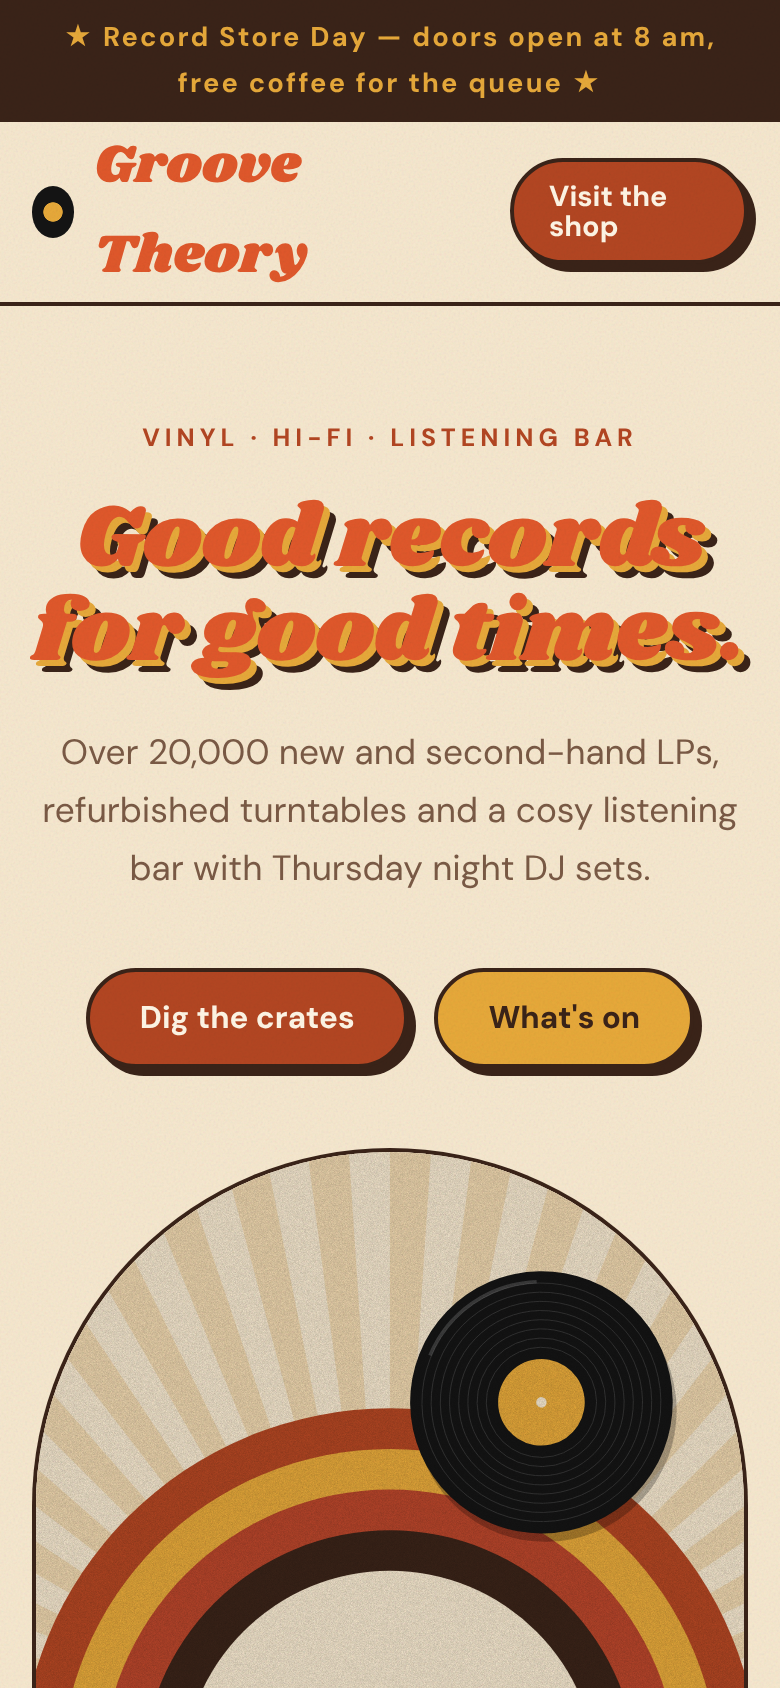 ★ Record Store Day — doors open at 8 am,
free coffee for the queue ★
Groove
Theory
Visit the
shop
VINYL · HI-FI · LISTENING BAR
Good records
for good times.
Over 20,000 new and second-hand LPs,
refurbished turntables and a cosy listening
bar with Thursday night DJ sets.
Dig the crates
What's on